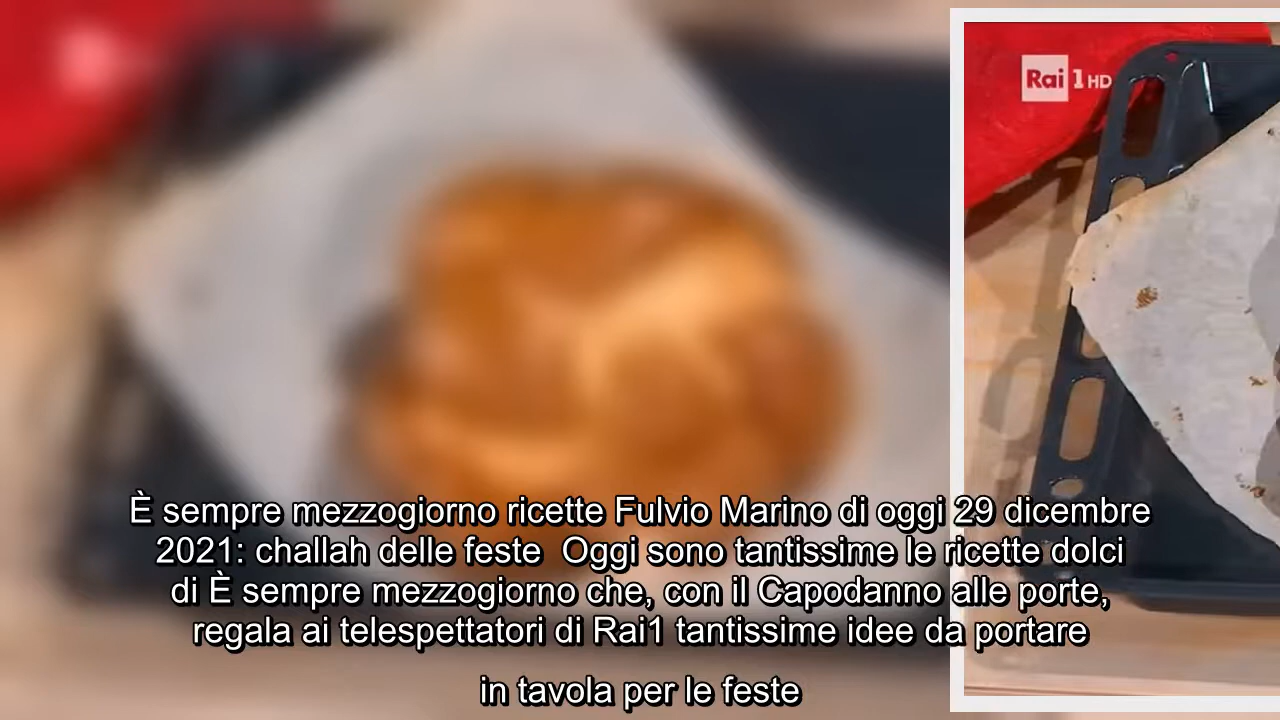 Rai 1 HD
È sempre mezzogiorno ricette Fulvio Marino di oggi 29 dicembre
2021: challah delle feste  Oggi sono tantissime le ricette dolci
di È sempre mezzogiorno che, con il Capodanno alle porte,
regala ai telespettatori di Rai1 tantissime idee da portare
in tavola per le feste